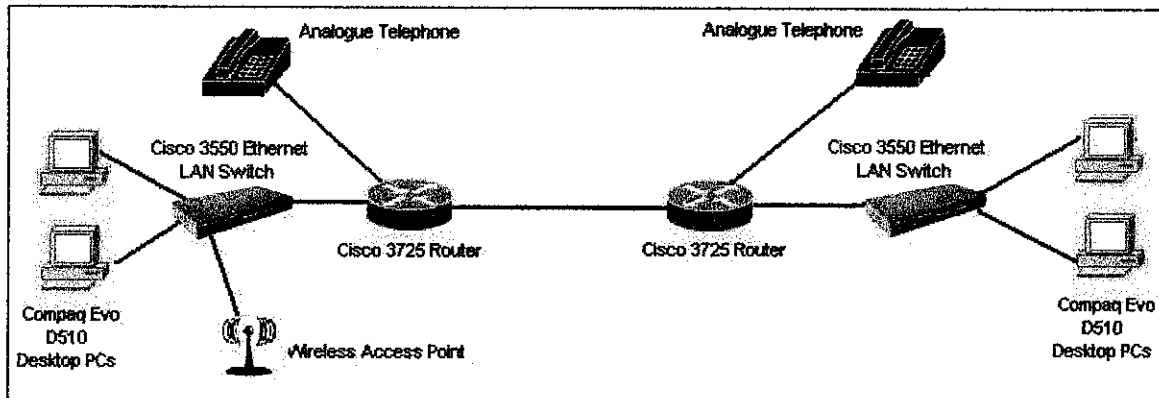 Analogue Telephone
Analogue Telephone
Cisco 3550 Ethernet
LAN Switch
Cisco 3550 Ethernet
LAN Switch
Cisco 3725 Router
Cisco 3725 Router
Compaq Evo
D510
Desktop PCs
Wireless Access Point
Compaq Evo
D510
Desktop PCs